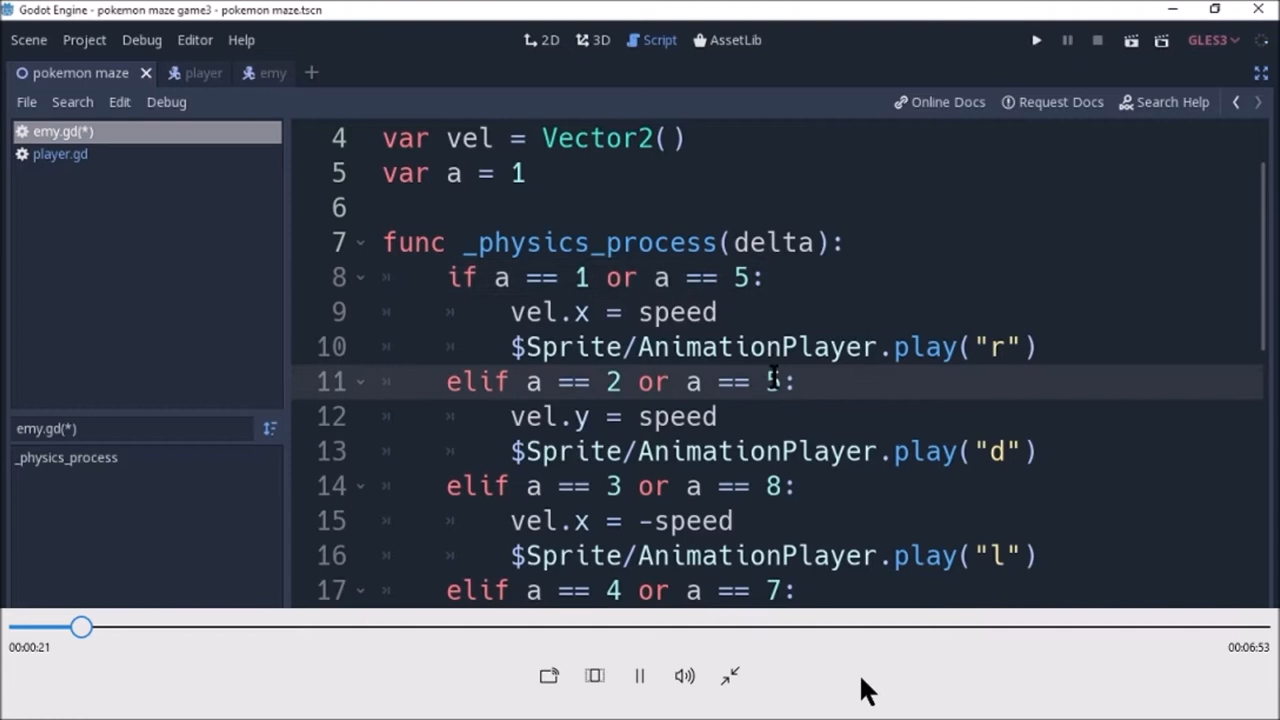 Godot Engine - pokemon maze game3 - pokemon maze.tscn
Scene Project Debug Editor Help 2D 3D Script AssetLib GLES3
pokemon maze player emy
File Search Edit Debug Online Docs Request Docs Search Help
emy.gd(*)
player.gd
emy.gd(*)
_physics_process
4 var vel = Vector2()
5 var a = 1
6
7 func _physics_process(delta):
8 if a == 1 or a == 5:
9 vel.x = speed
10 $Sprite/AnimationPlayer.play("r")
11 elif a == 2 or a == 5:
12 vel.y = speed
13 $Sprite/AnimationPlayer.play("d")
14 elif a == 3 or a == 8:
15 vel.x = -speed
16 $Sprite/AnimationPlayer.play("l")
17 elif a == 4 or a == 7:
00:00:21 00:06:53